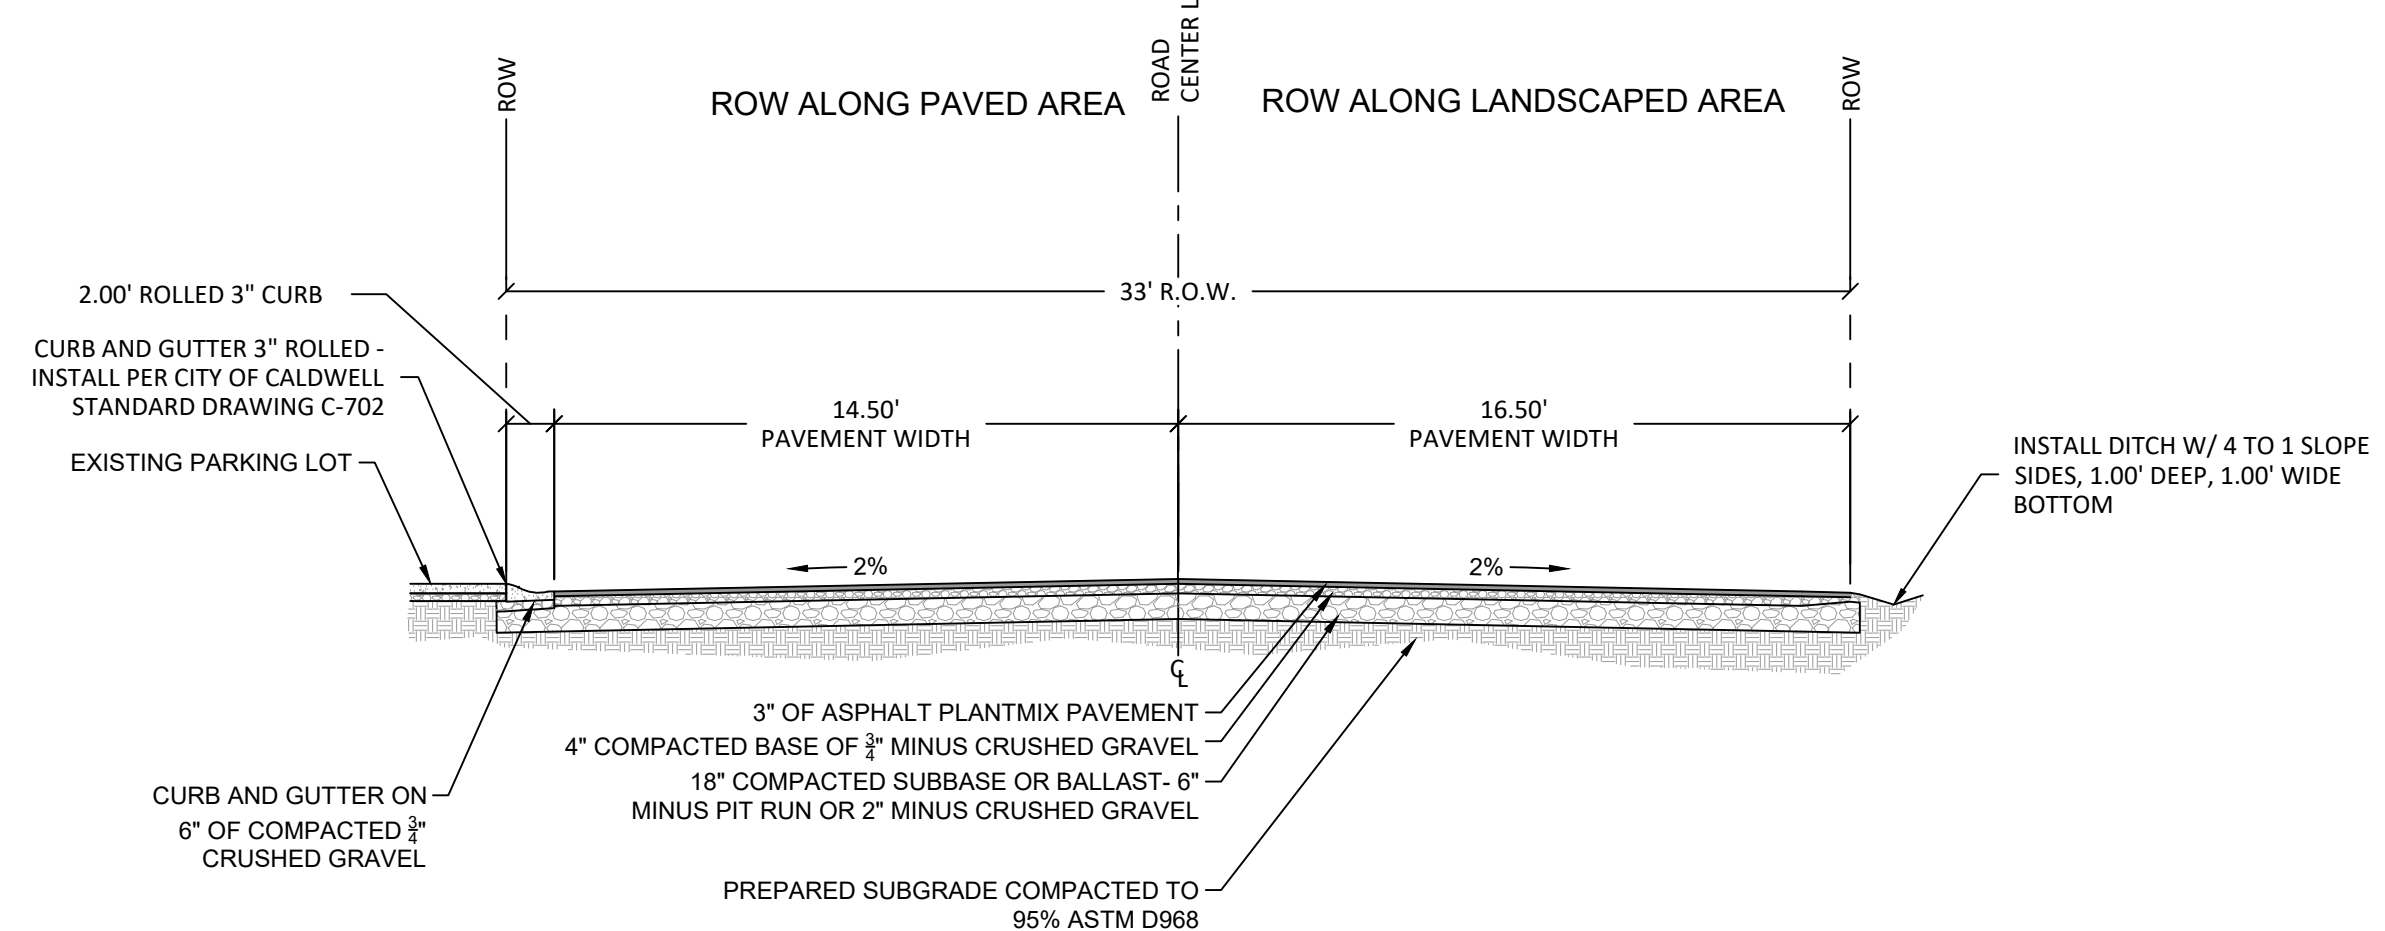 ROW
ROAD
CENTER L
ROW
ROW ALONG PAVED AREA
ROW ALONG LANDSCAPED AREA
33' R.O.W.
2.00' ROLLED 3" CURB
CURB AND GUTTER 3" ROLLED -
INSTALL PER CITY OF CALDWELL
STANDARD DRAWING C-702
EXISTING PARKING LOT
14.50'
PAVEMENT WIDTH
16.50'
PAVEMENT WIDTH
INSTALL DITCH W/ 4 TO 1 SLOPE
SIDES, 1.00' DEEP, 1.00' WIDE
BOTTOM
2%
2%
CL
3" OF ASPHALT PLANTMIX PAVEMENT
4" COMPACTED BASE OF 3/4" MINUS CRUSHED GRAVEL
18" COMPACTED SUBBASE OR BALLAST- 6"
MINUS PIT RUN OR 2" MINUS CRUSHED GRAVEL
CURB AND GUTTER ON
6" OF COMPACTED 3/4"
CRUSHED GRAVEL
PREPARED SUBGRADE COMPACTED TO
95% ASTM D968